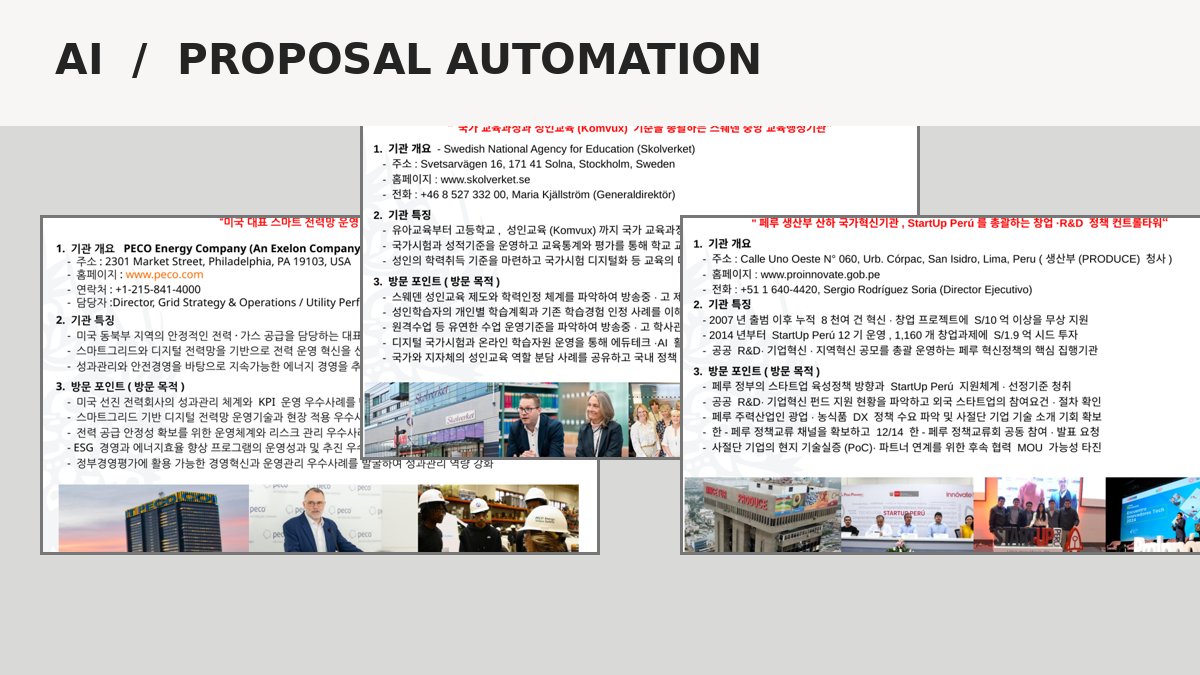 AI / PROPOSAL AUTOMATION
"미국 대표 스마트 전력망 운영
1. 기관 개요 PECO Energy Company (An Exelon Company
- 주소 : 2301 Market Street, Philadelphia, PA 19103, USA
- 홈페이지 : www.peco.com
- 연락처 : +1-215-841-4000
- 담당자 :Director, Grid Strategy & Operations / Utility Perf
2. 기관 특징
- 미국 동북부 지역의 안정적인 전력 · 가스 공급을 담당하는 대표
- 스마트그리드와 디지털 전력망을 기반으로 전력 운영 혁신을 선
- 성과관리와 안전경영을 바탕으로 지속가능한 에너지 경영을 추
3. 방문 포인트 ( 방문 목적 )
- 미국 선진 전력회사의 성과관리 체계와 KPI 운영 우수사례를
- 스마트그리드 기반 디지털 전력망 운영기술과 현장 적용 우수사
- 전력 공급 안정성 확보를 위한 운영체계와 리스크 관리 우수사례
- ESG 경영과 에너지효율 향상 프로그램의 운영성과 및 추진 우수
- 정부경영평가에 활용 가능한 경영혁신과 운영관리 우수사례를 발굴하여 성과관리 역량 강화
peco
peco
peco
" 국가 교육과정과 성인교육 (Komvux) 기준을 총괄하는 스웨덴 중앙 교육행정기관"
1. 기관 개요 - Swedish National Agency for Education (Skolverket)
- 주소 : Svetsarvägen 16, 171 41 Solna, Stockholm, Sweden
- 홈페이지 : www.skolverket.se
- 전화 : +46 8 527 332 00, Maria Kjällström (Generaldirektör)
2. 기관 특징
- 유아교육부터 고등학교 , 성인교육 (Komvux) 까지 국가 교육과정
- 국가시험과 성적기준을 운영하고 교육통계와 평가를 통해 학교 교
- 성인의 학력취득 기준을 마련하고 국가시험 디지털화 등 교육의 디
3. 방문 포인트 ( 방문 목적 )
- 스웨덴 성인교육 제도와 학력인정 체계를 파악하여 방송중 · 고 제
- 성인학습자의 개인별 학습계획과 기존 학습경험 인정 사례를 이해
- 원격수업 등 유연한 수업 운영기준을 파악하여 방송중 · 고 학사관
- 디지털 국가시험과 온라인 학습자원 운영을 통해 에듀테크 ·AI 활
- 국가와 지자체의 성인교육 역할 분담 사례를 공유하고 국내 정책
Skolverket
Skolverket
" 페루 생산부 산하 국가혁신기관 , StartUp Perú 를 총괄하는 창업 ·R&D 정책 컨트롤타워"
1. 기관 개요
- 주소 : Calle Uno Oeste N° 060, Urb. Córpac, San Isidro, Lima, Peru ( 생산부 (PRODUCE) 청사 )
- 홈페이지 : www.proinnovate.gob.pe
- 전화 : +51 1 640-4420, Sergio Rodríguez Soria (Director Ejecutivo)
2. 기관 특징
- 2007 년 출범 이후 누적 8 천여 건 혁신 · 창업 프로젝트에 S/10 억 이상을 무상 지원
- 2014 년부터 StartUp Perú 12 기 운영 , 1,160 개 창업과제에 S/1.9 억 시드 투자
- 공공 R&D· 기업혁신 · 지역혁신 공모를 총괄 운영하는 페루 혁신정책의 핵심 집행기관
3. 방문 포인트 ( 방문 목적 )
- 페루 정부의 스타트업 육성정책 방향과 StartUp Perú 지원체계 · 선정기준 청취
- 공공 R&D· 기업혁신 펀드 지원 현황을 파악하고 외국 스타트업의 참여요건 · 절차 확인
- 페루 주력산업인 광업 · 농식품 DX 정책 수요 파악 및 사절단 기업 기술 소개 기회 확보
- 한 - 페루 정책교류 채널을 확보하고 12/14 한 - 페루 정책교류회 공동 참여 · 발표 요청
- 사절단 기업의 현지 기술실증 (PoC)· 파트너 연계를 위한 후속 협력 MOU 가능성 타진
PRODUCE
STARTUP PERÚ
innóvate